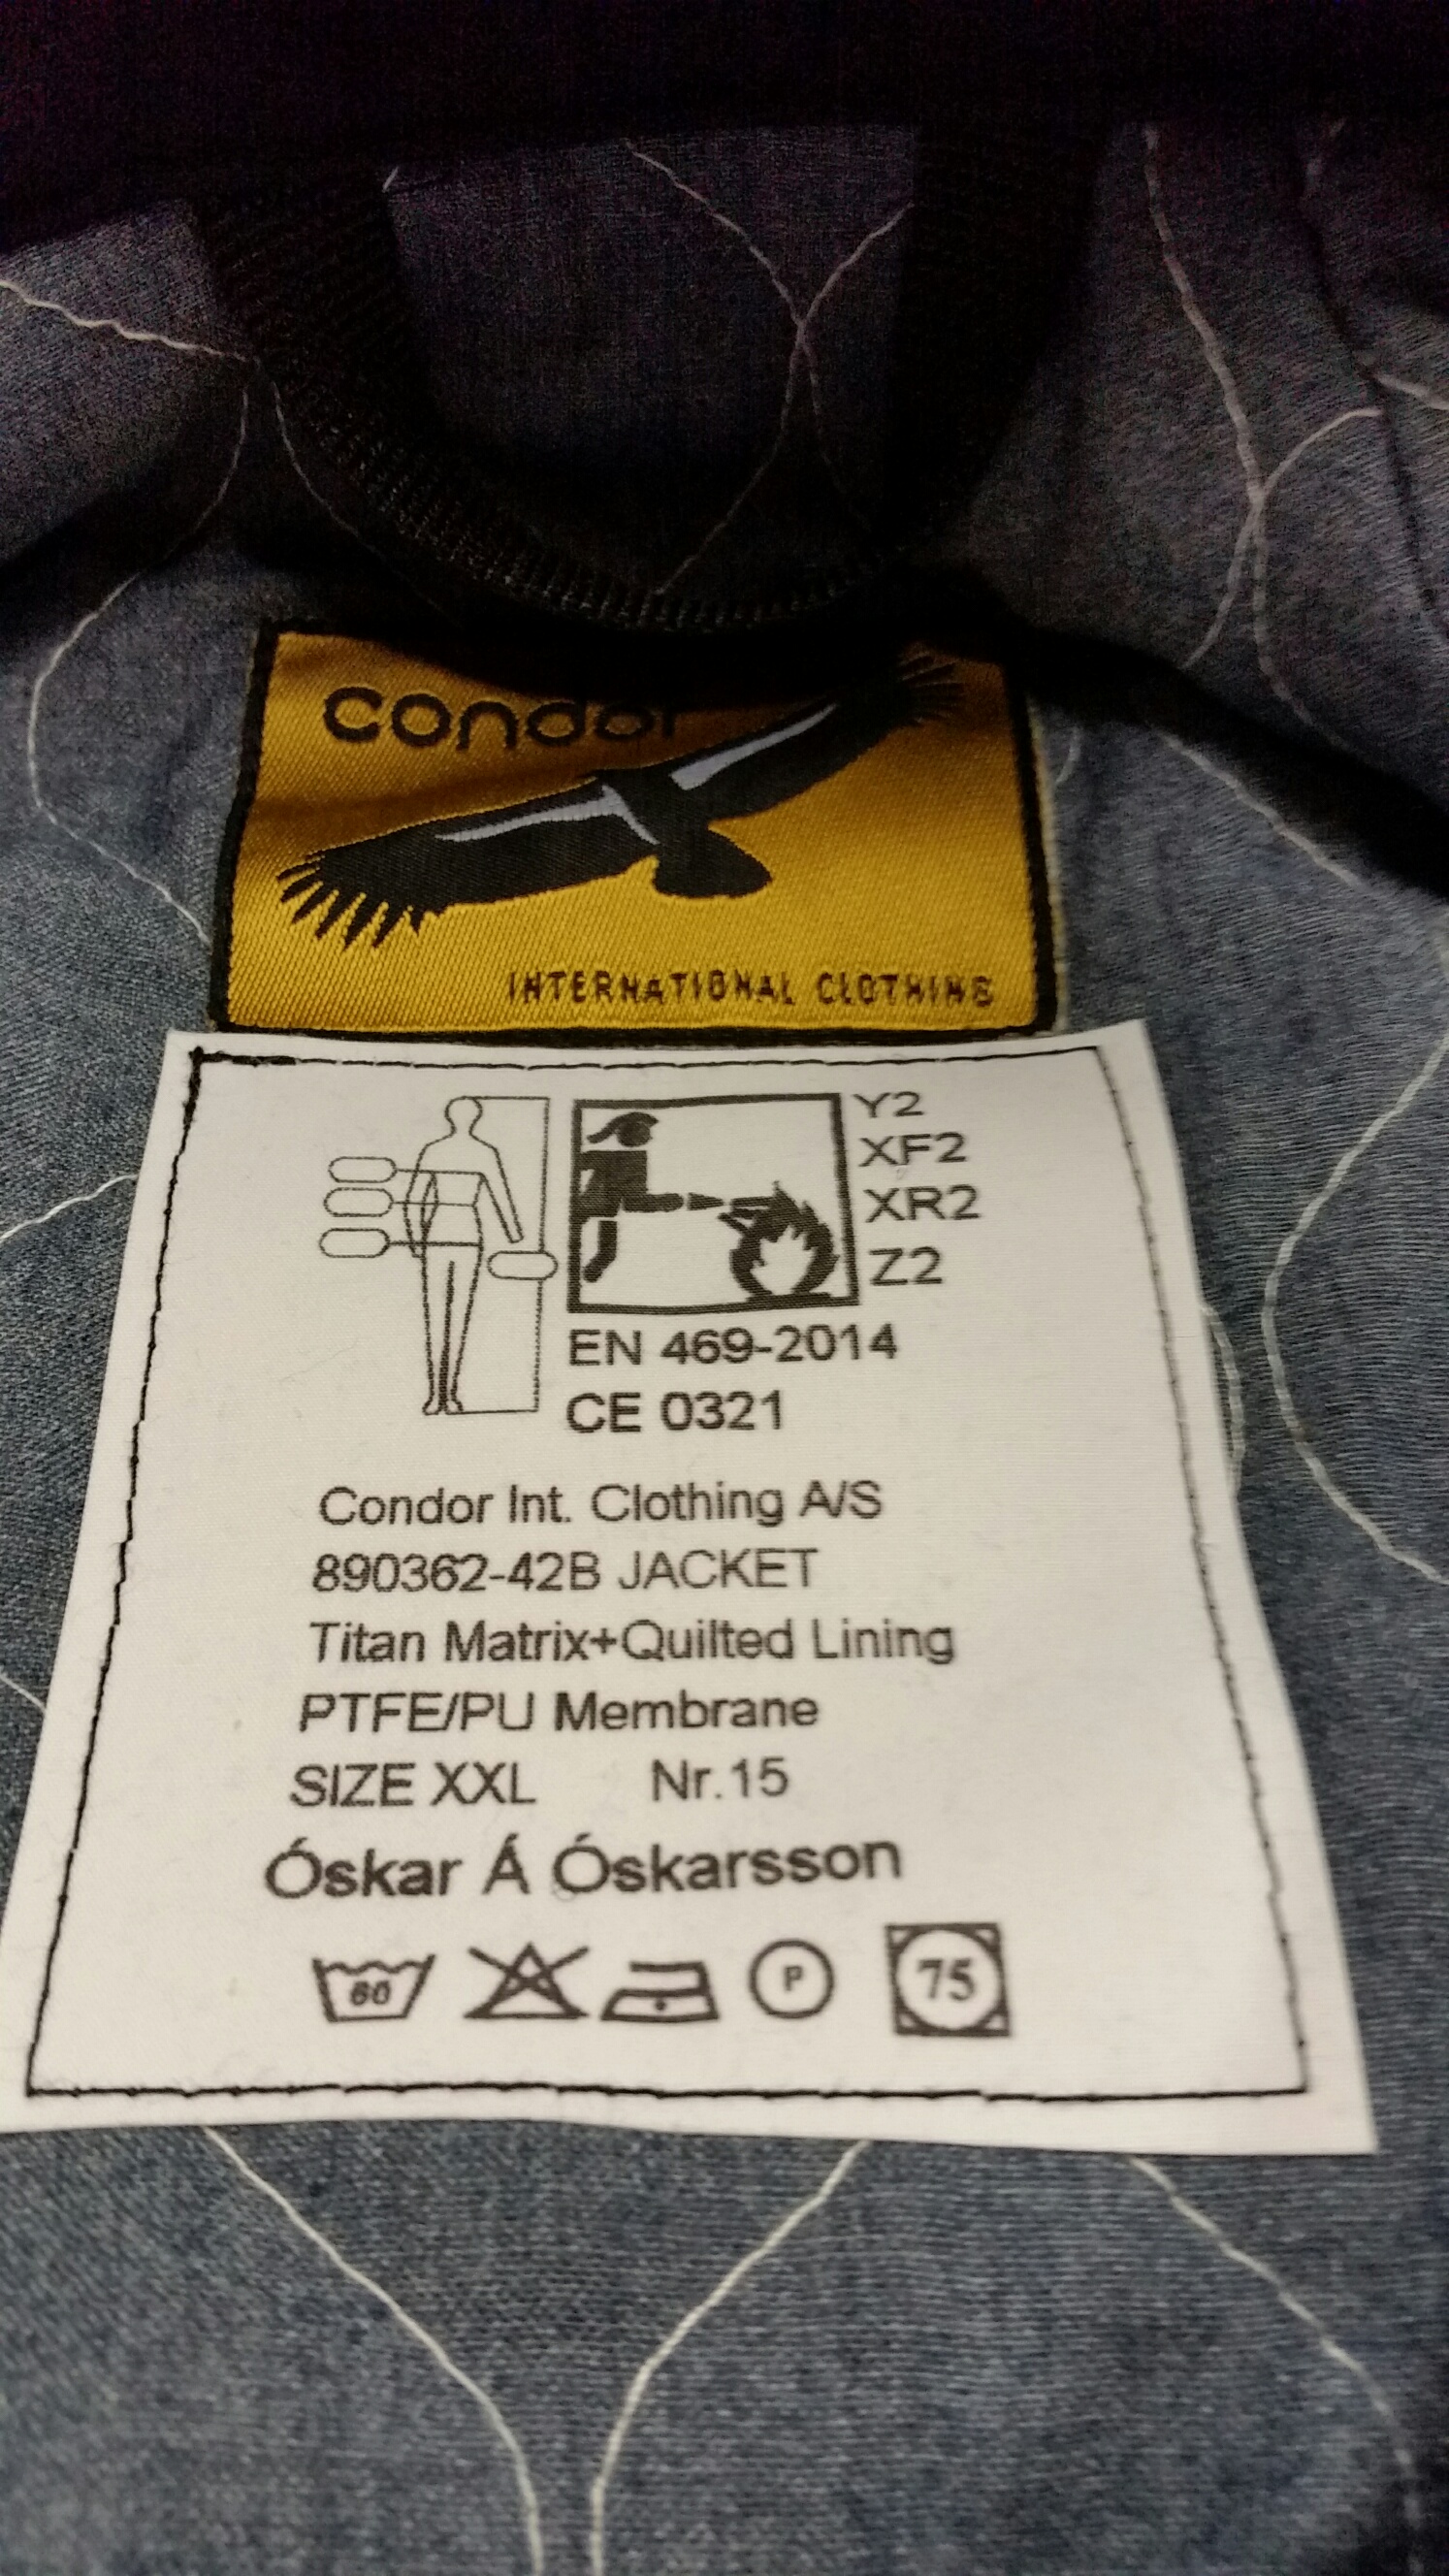 condor
INTERNATIONAL CLOTHING
Y2
XF2
XR2
Z2
EN 469-2014
CE 0321
Condor Int. Clothing A/S
890362-42B JACKET
Titan Matrix+Quilted Lining
PTFE/PU Membrane
SIZE XXL Nr.15
Óskar Á Óskarsson
60 P 75